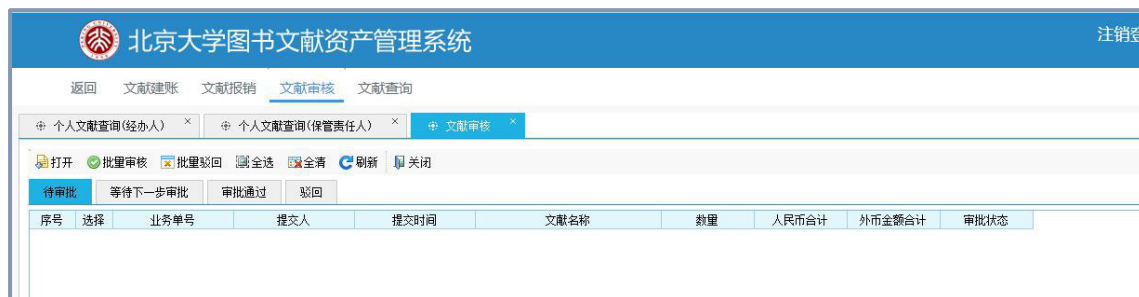 北京大学图书文献资产管理系统 注销登
返回 文献建账 文献报销 文献审核 文献查询
个人文献查询(经办人) × 个人文献查询(保管责任人) × 文献审核 ×
打开 批量审核 批量驳回 全选 全清 刷新 关闭
待审批 等待下一步审批 审批通过 驳回
序号 选择 业务单号 提交人 提交时间 文献名称 数量 人民币合计 外币金额合计 审批状态